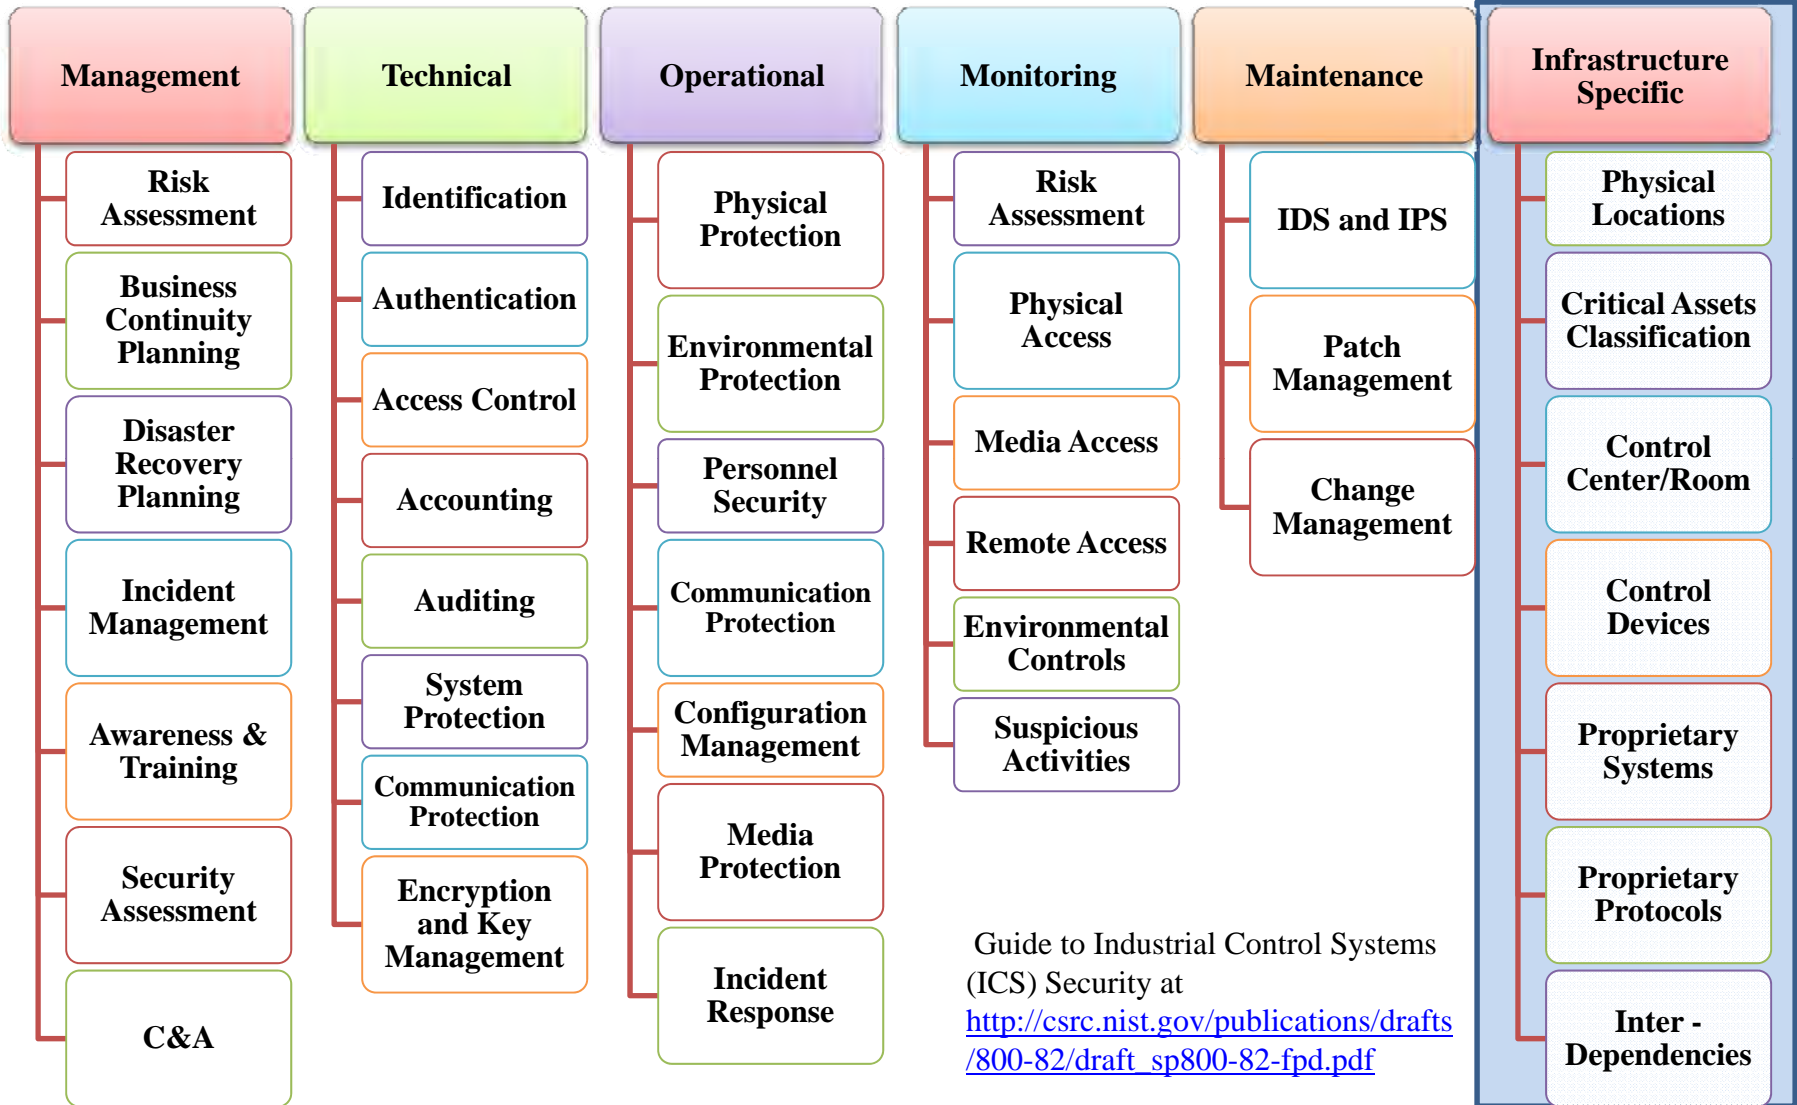 Management
Risk
Assessment
Business
Continuity
Planning
Disaster
Recovery
Planning
Incident
Management
Awareness &
Training
Security
Assessment
C&A
Technical
Identification
Authentication
Access Control
Accounting
Auditing
System
Protection
Communication
Protection
Encryption
and Key
Management
Operational
Physical
Protection
Environmental
Protection
Personnel
Security
Communication
Protection
Configuration
Management
Media
Protection
Incident
Response
Monitoring
Risk
Assessment
Physical
Access
Media Access
Remote Access
Environmental
Controls
Suspicious
Activities
Maintenance
IDS and IPS
Patch
Management
Change
Management
Infrastructure
Specific
Physical
Locations
Critical Assets
Classification
Control
Center/Room
Control
Devices
Proprietary
Systems
Proprietary
Protocols
Inter -
Dependencies
Guide to Industrial Control Systems
(ICS) Security at
http://csrc.nist.gov/publications/drafts
/800-82/draft_sp800-82-fpd.pdf